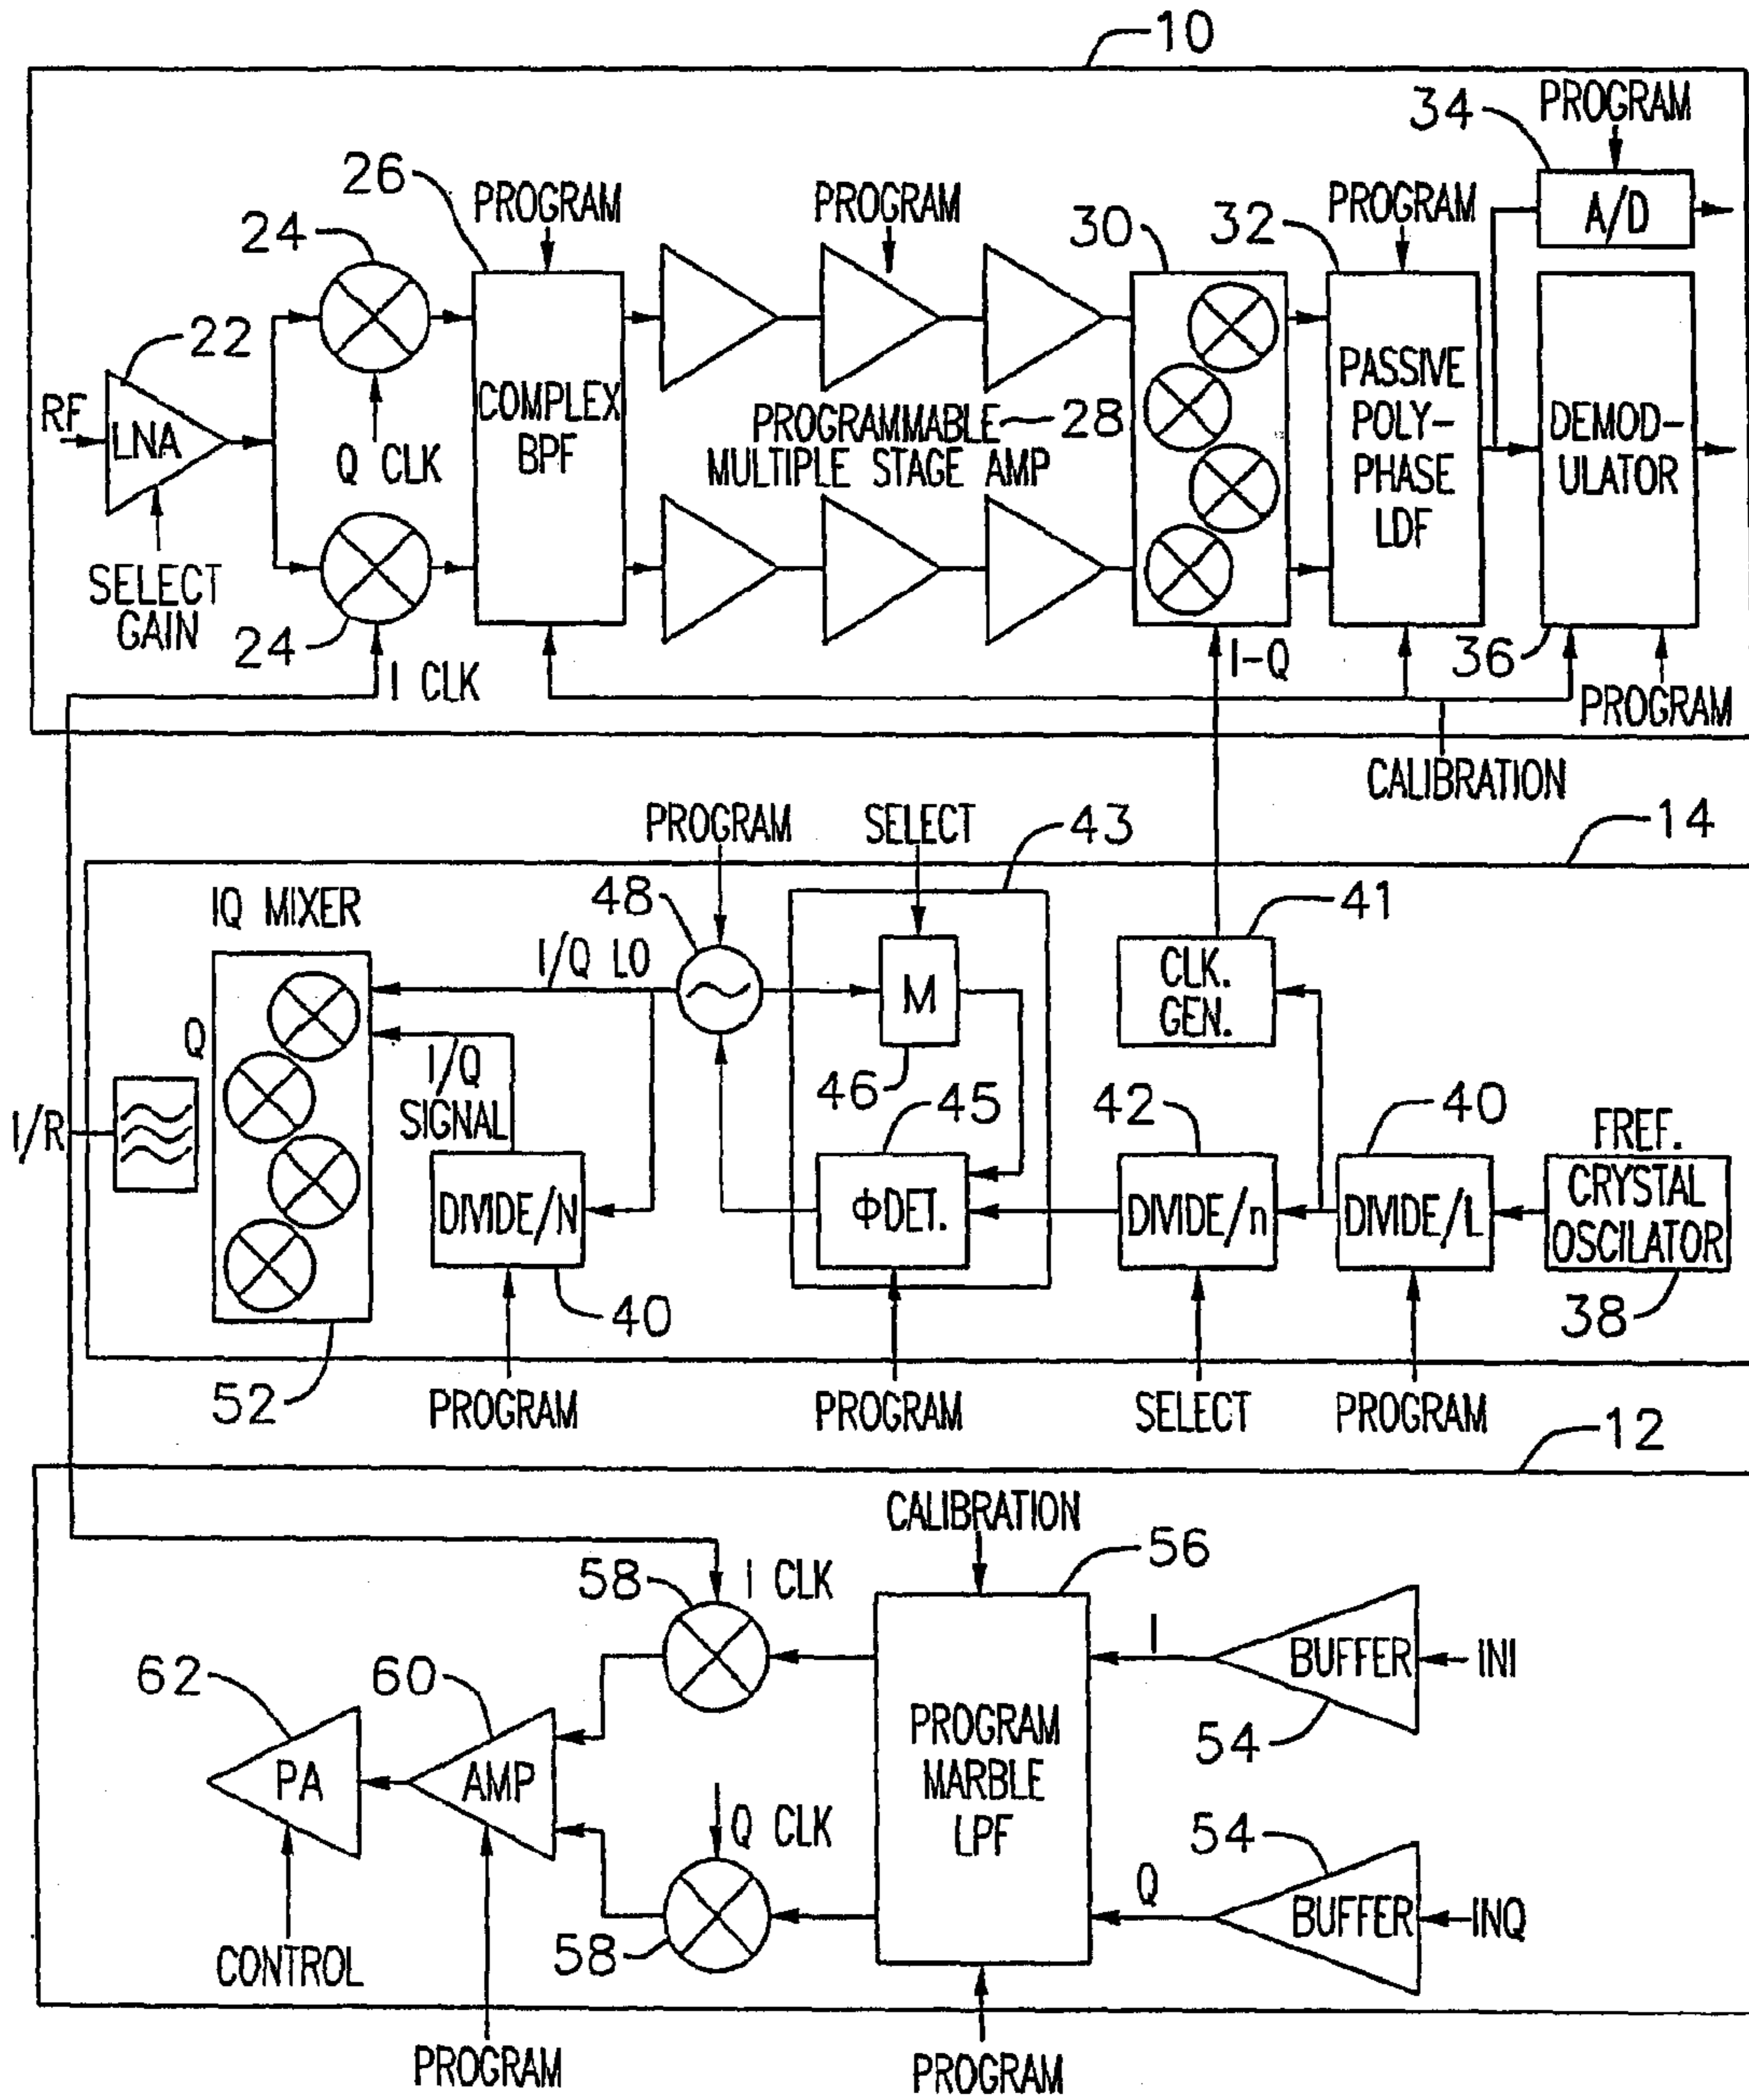 10
34
PROGRAM
A/D
26
PROGRAM
PROGRAM
30
32
PROGRAM
24
22
RF
LNA
Q CLK
COMPLEX
BPF
PROGRAMMABLE
MULTIPLE STAGE AMP
28
PASSIVE
POLY-
PHASE
LDF
DEMOD-
ULATOR
SELECT
GAIN
24
I CLK
I-Q
36
PROGRAM
CALIBRATION
PROGRAM
SELECT
43
14
IQ MIXER
48
I/Q LO
M
41
CLK.
GEN.
Q
I/Q
SIGNAL
46
45
42
40
FREF.
I/R
DIVIDE/N
ΦDET.
DIVIDE/n
DIVIDE/L
CRYSTAL
OSCILATOR
40
38
52
PROGRAM
PROGRAM
SELECT
PROGRAM
12
CALIBRATION
58
I CLK
56
I
BUFFER
INI
54
62
60
PA
AMP
PROGRAM
MARBLE
LPF
Q CLK
54
Q
BUFFER
INQ
58
CONTROL
PROGRAM
PROGRAM